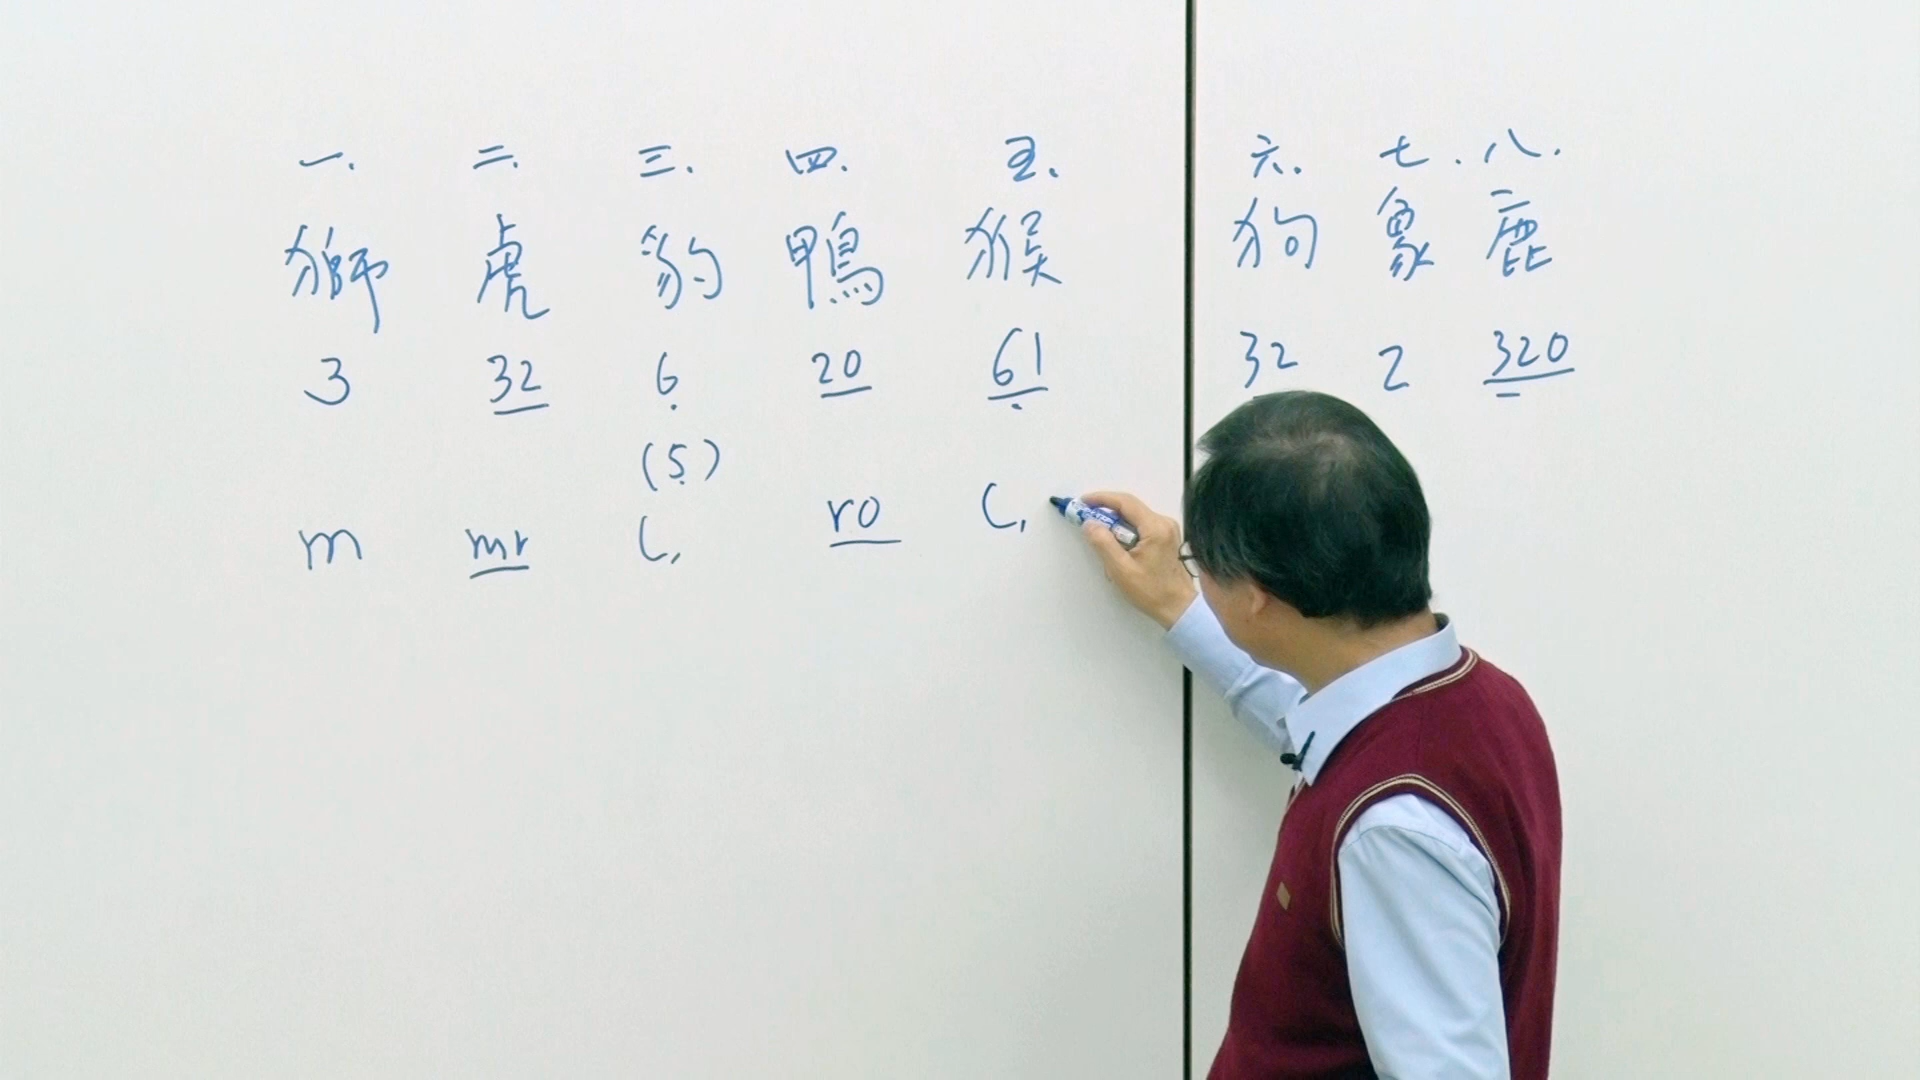 一. 二. 三. 四. 五. 六. 七. 八.
獅 虎 豹 鴨 猴 狗 象 鹿
3 32 6 20 61 32 2 320
(5)
m mr l, ro l,